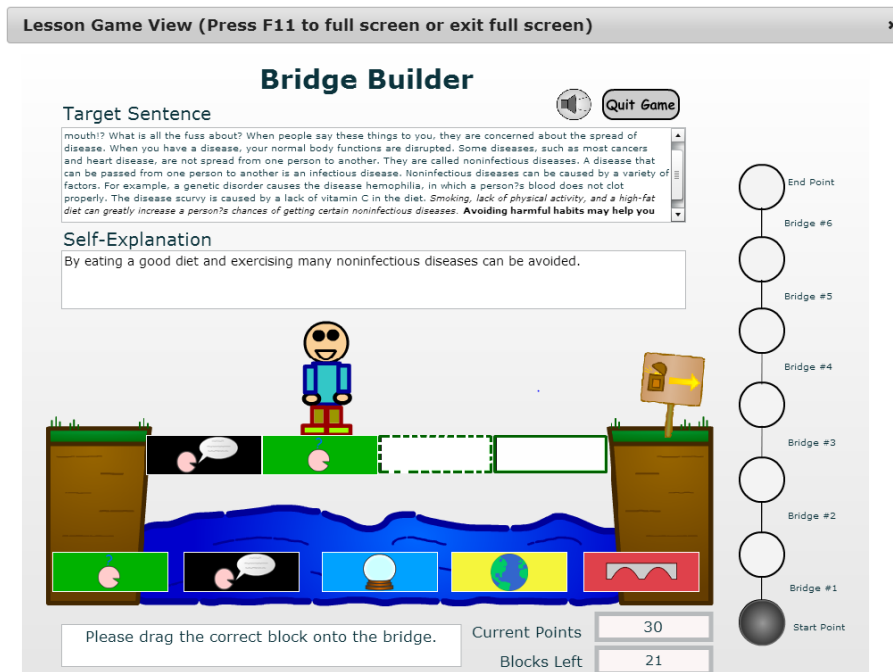 Lesson Game View (Press F11 to full screen or exit full screen)
Bridge Builder
Quit Game
Target Sentence
mouth!? What is all the fuss about? When people say these things to you, they are concerned about the spread of
disease. When you have a disease, your normal body functions are disrupted. Some diseases, such as most cancers
and heart disease, are not spread from one person to another. They are called noninfectious diseases. A disease that
can be passed from one person to another is an infectious disease. Noninfectious diseases can be caused by a variety of
factors. For example, a genetic disorder causes the disease hemophilia, in which a person?s blood does not clot
properly. The disease scurvy is caused by a lack of vitamin C in the diet. Smoking, lack of physical activity, and a high-fat
diet can greatly increase a person?s chances of getting certain noninfectious diseases. Avoiding harmful habits may help you
Self-Explanation
By eating a good diet and exercising many noninfectious diseases can be avoided.
End Point
Bridge #6
Bridge #5
Bridge #4
Bridge #3
Bridge #2
Bridge #1
Start Point
Please drag the correct block onto the bridge.
Current Points 30
Blocks Left 21